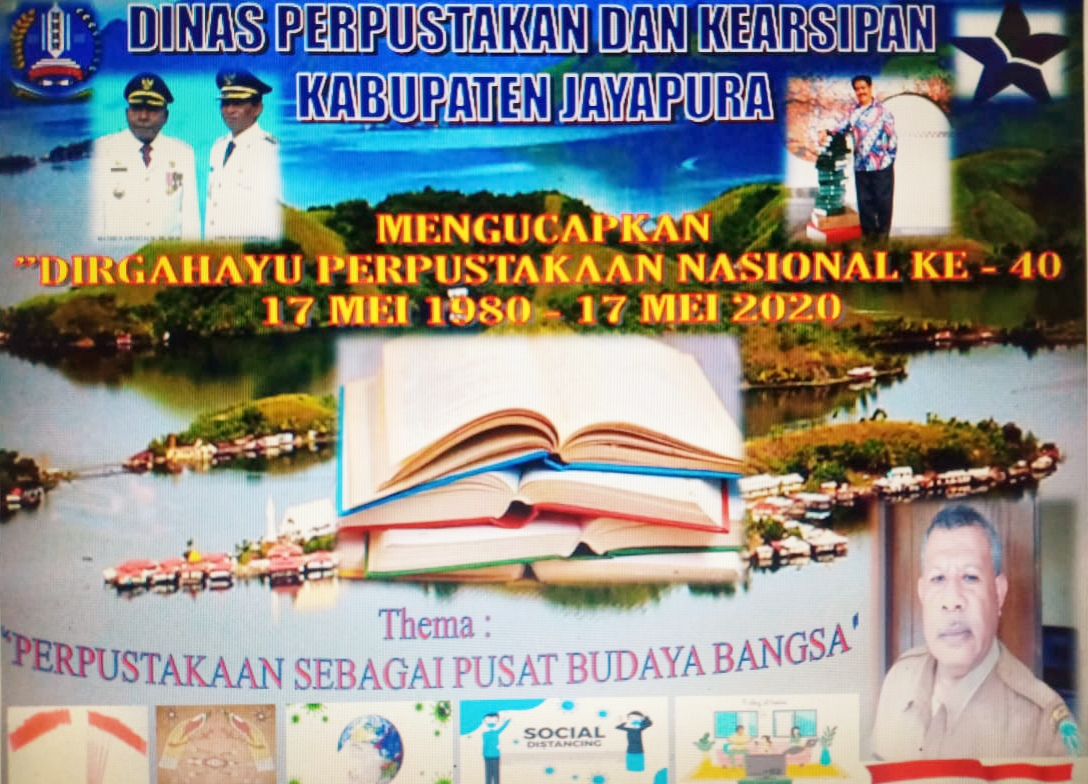 DINAS PERPUSTAKAN DAN KEARSIPAN
KABUPATEN JAYAPURA
MENGUCAPKAN
"DIRGAHAYU PERPUSTAKAAN NASIONAL KE - 40
17 MEI 1980 - 17 MEI 2020
Thema :
"PERPUSTAKAAN SEBAGAI PUSAT BUDAYA BANGSA"
SOCIAL
DISTANCING